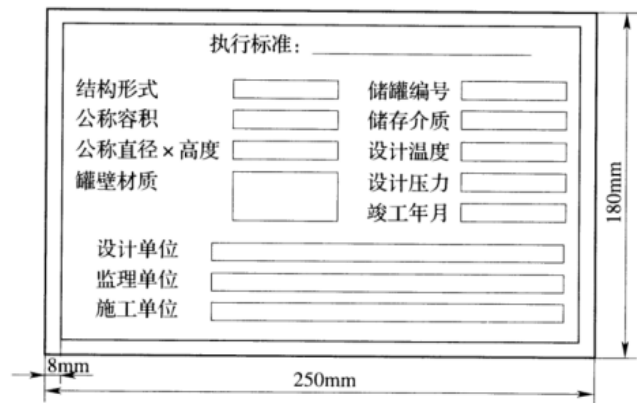 执行标准：
结构形式 储罐编号
公称容积 储存介质
公称直径×高度 设计温度
罐壁材质 设计压力
竣工年月
设计单位
监理单位
施工单位
180mm
8mm
250mm